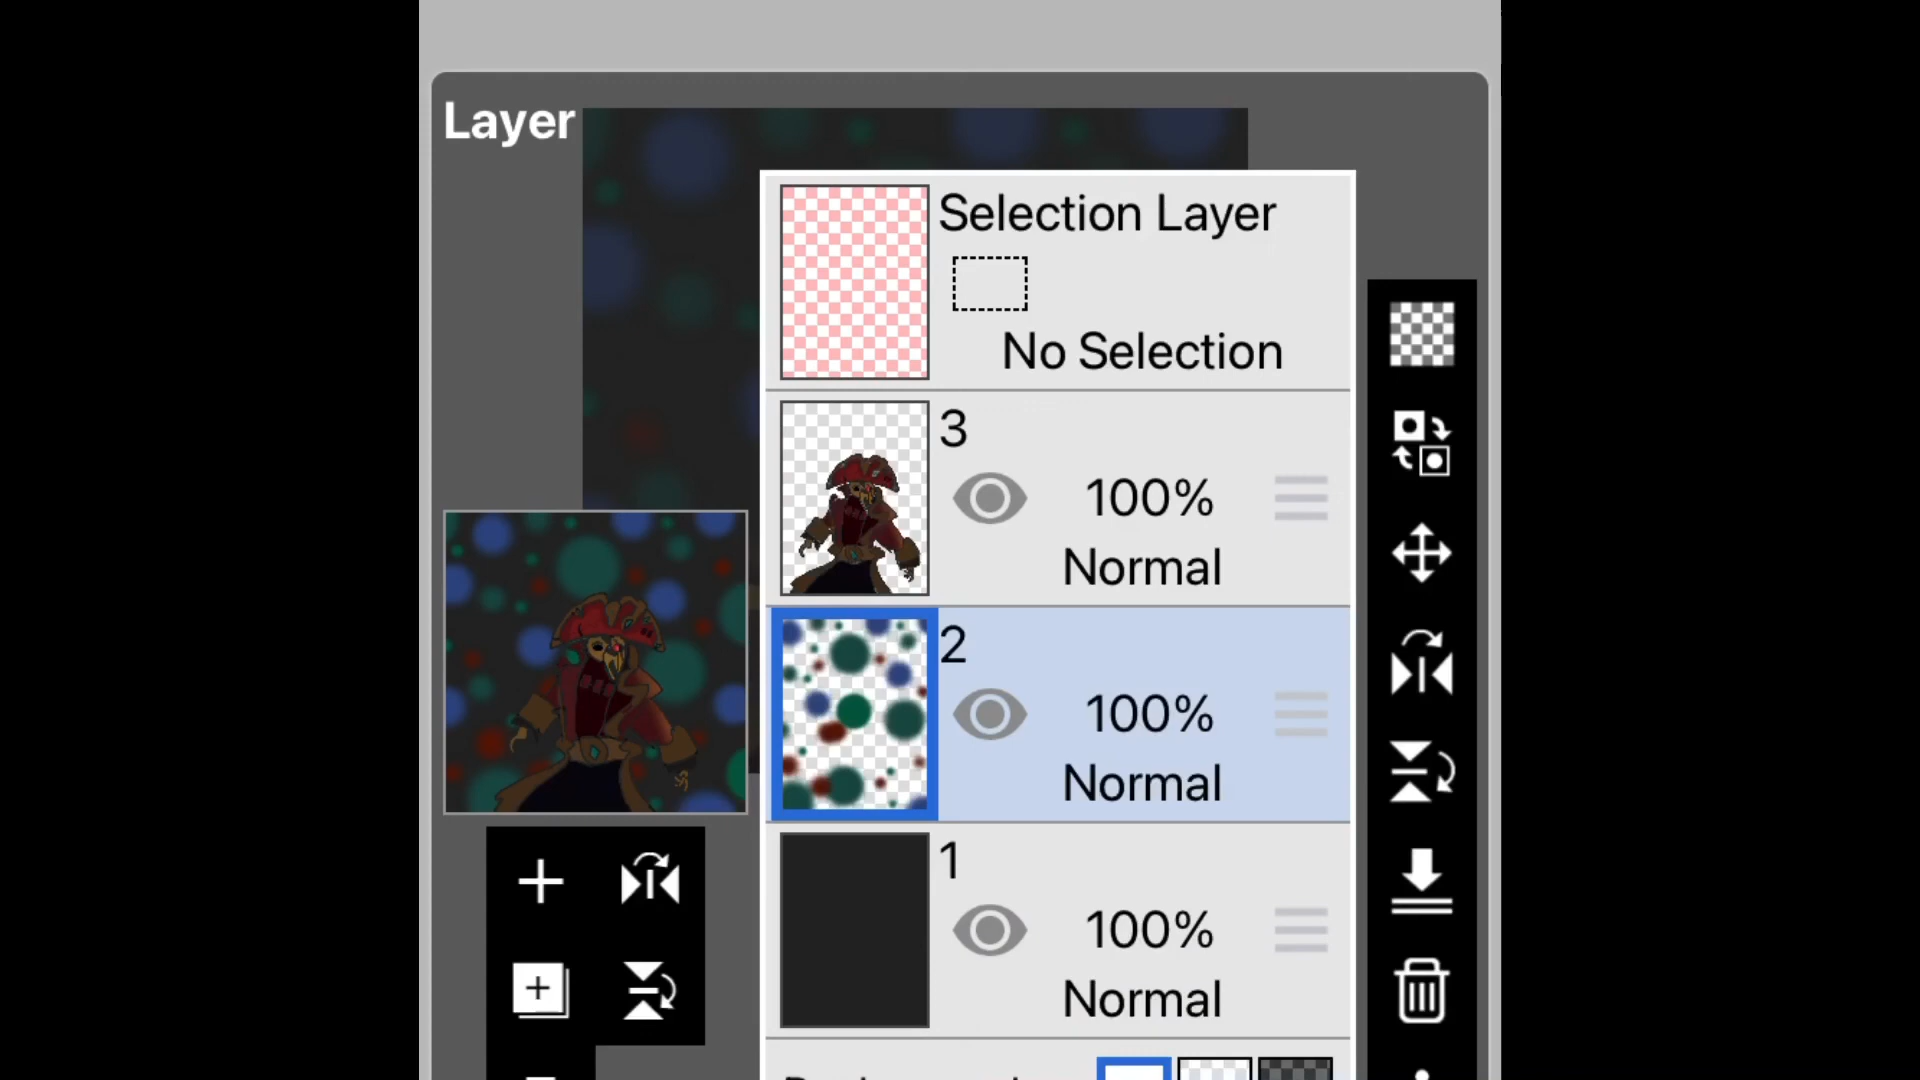 Layer
Selection Layer
No Selection
3
100%
Normal
2
100%
Normal
1
100%
Normal